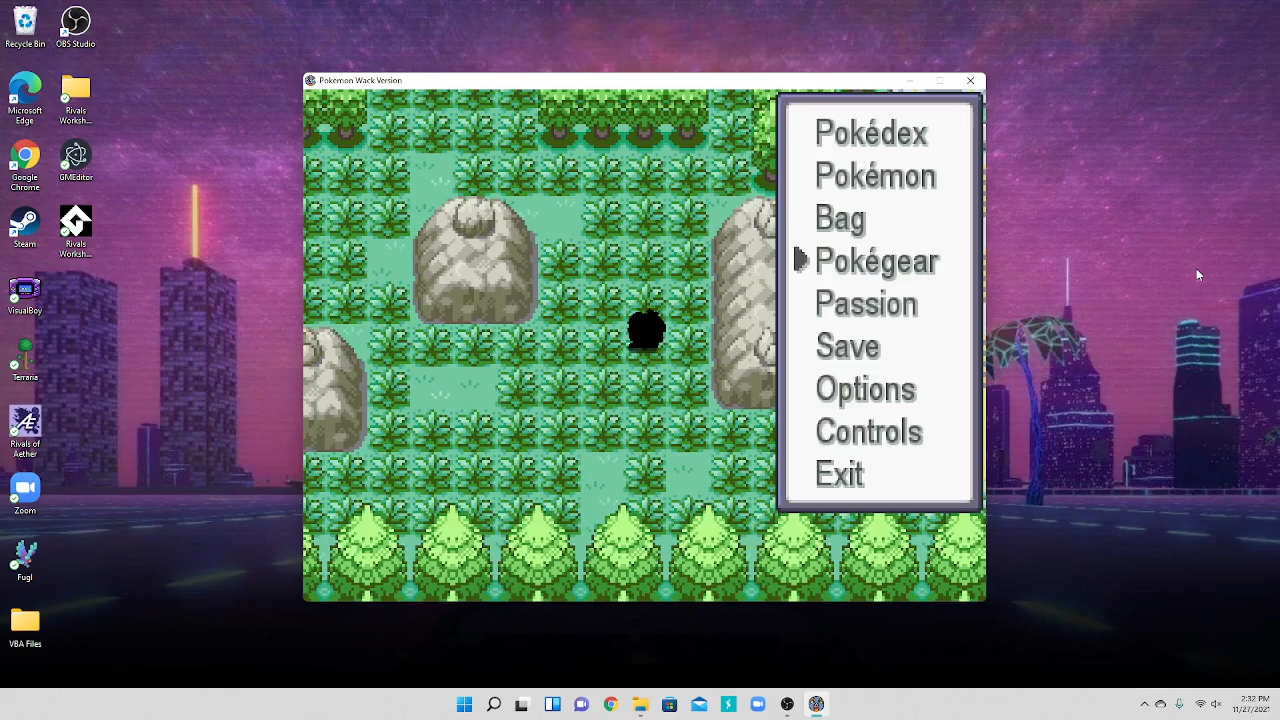 Recycle Bin
OBS Studio
Microsoft
Edge
Rivals
Worksh...
Google
Chrome
GMEditor
Steam
Rivals
Worksh...
VisualBoy
Terraria
Rivals of
Aether
Zoom
Fugl
VBA Files
Pokemon Wack Version
Pokédex
Pokémon
Bag
Pokégear
Passion
Save
Options
Controls
Exit
2:32 PM
11/27/2021